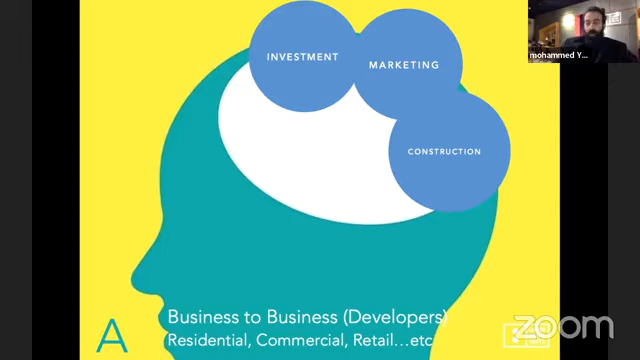 INVESTMENT
MARKETING
CONSTRUCTION
mohammed Y...
A
Business to Business (Developers)
Residential, Commercial, Retail...etc
zoom